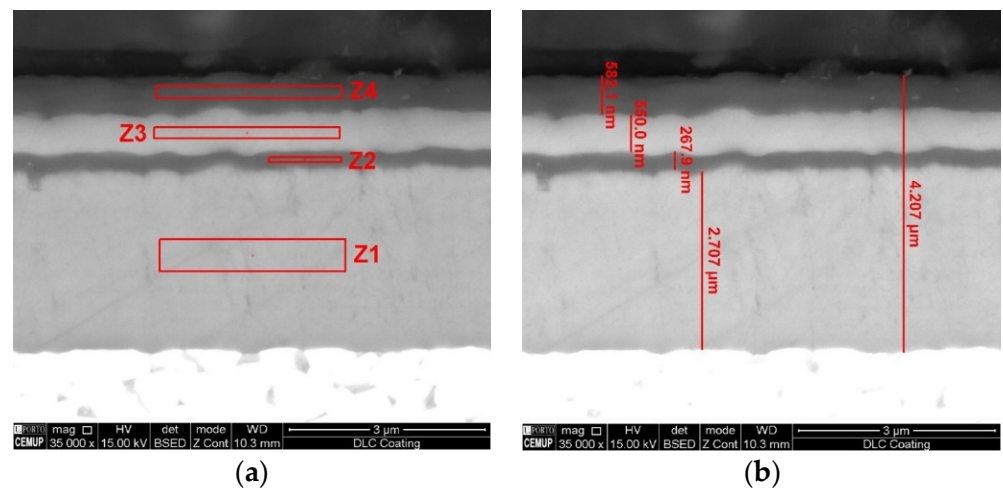 Z4
Z3
Z2
Z1
U.PORTO
CEMUP
mag HV det mode WD
35 000 x 15.00 kV BSED Z Cont 10.3 mm
3 µm
DLC Coating
(a)
582.1 nm
560.0 nm
267.9 nm
2.707 µm
4.207 µm
U.PORTO
CEMUP
mag HV det mode WD
35 000 x 15.00 kV BSED Z Cont 10.3 mm
3 µm
DLC Coating
(b)